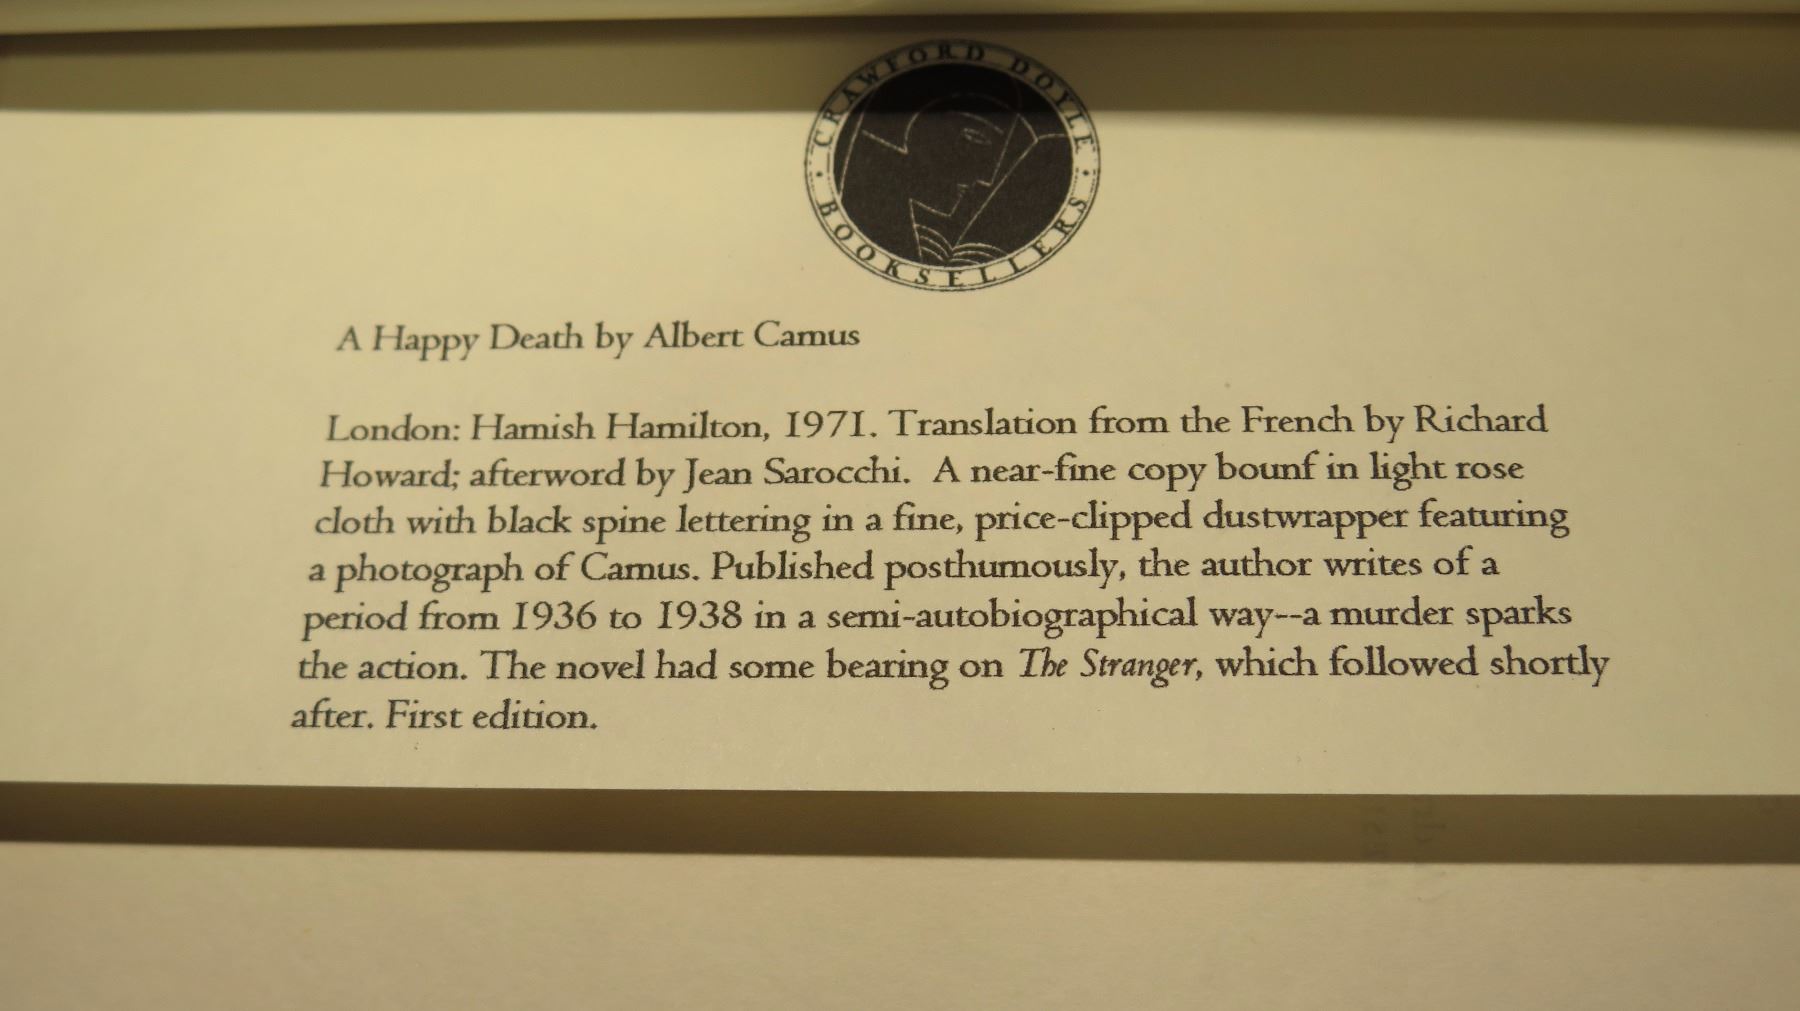 CRAWFORD DOYLE
BOOKSELLERS
A Happy Death by Albert Camus
London: Hamish Hamilton, 1971. Translation from the French by Richard
Howard; afterword by Jean Sarocchi.  A near-fine copy bounf in light rose
cloth with black spine lettering in a fine, price-clipped dustwrapper featuring
a photograph of Camus. Published posthumously, the author writes of a
period from 1936 to 1938 in a semi-autobiographical way--a murder sparks
the action. The novel had some bearing on The Stranger, which followed shortly
after. First edition.